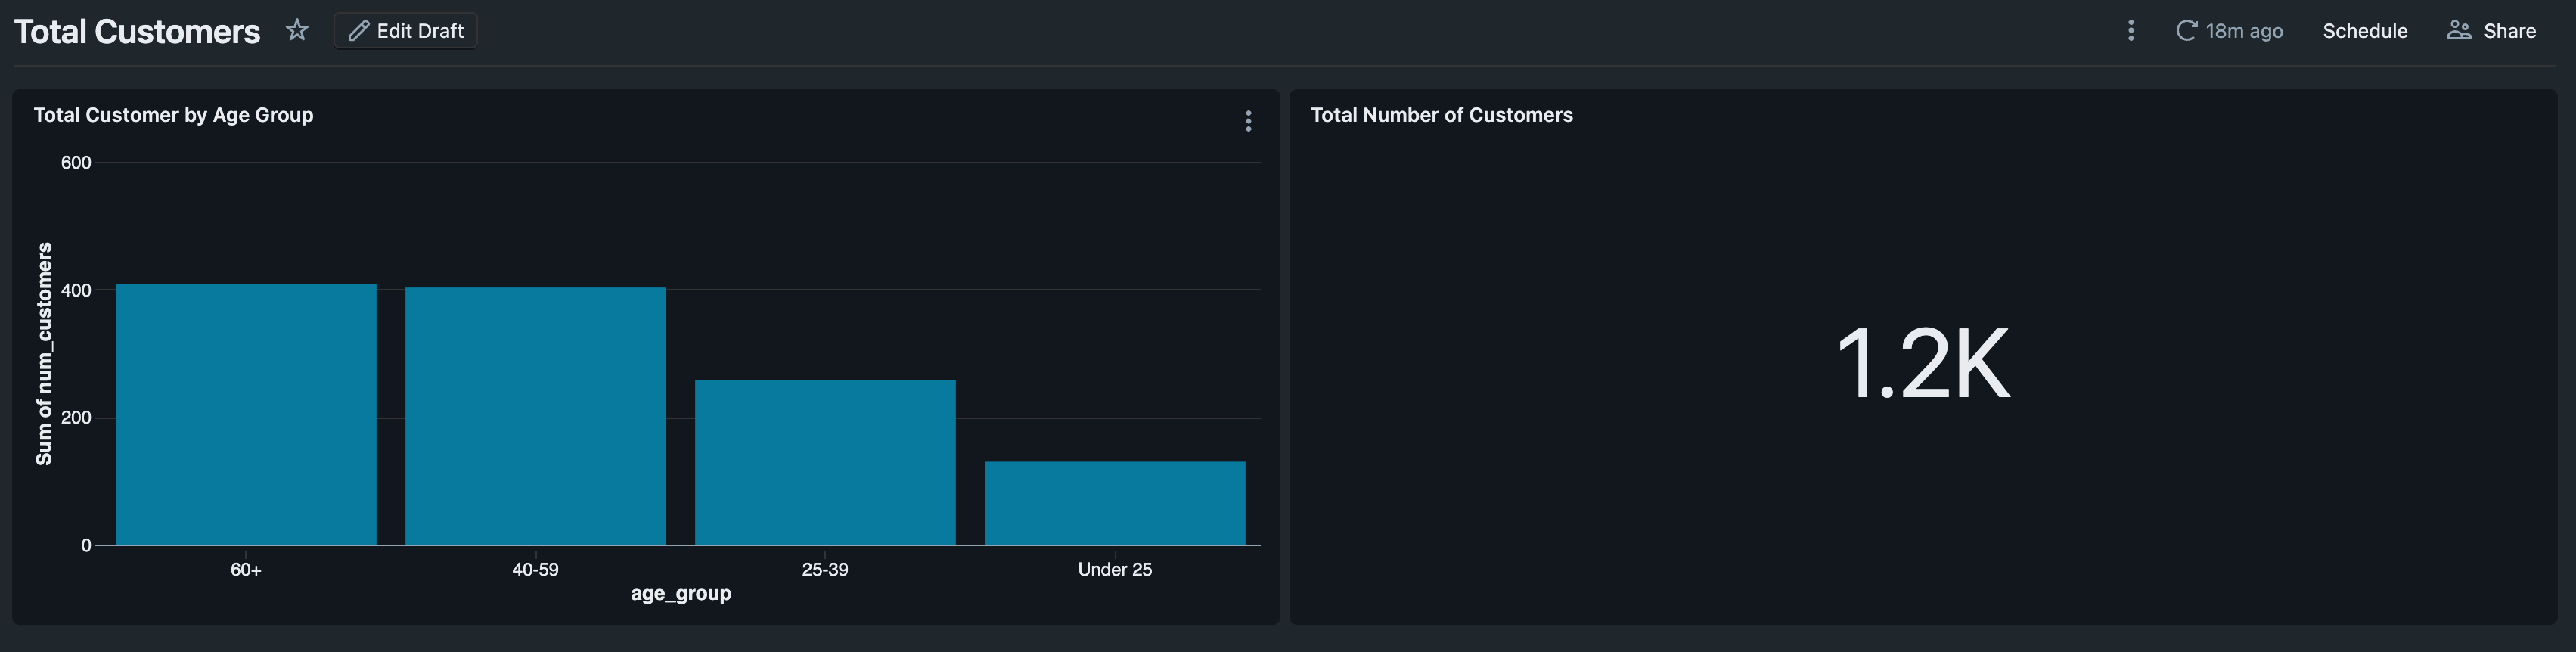 Total Customers
Edit Draft
18m ago
Schedule
Share
Total Customer by Age Group
600
400
200
0
Sum of num_customers
60+
40-59
25-39
Under 25
age_group
Total Number of Customers
1.2K